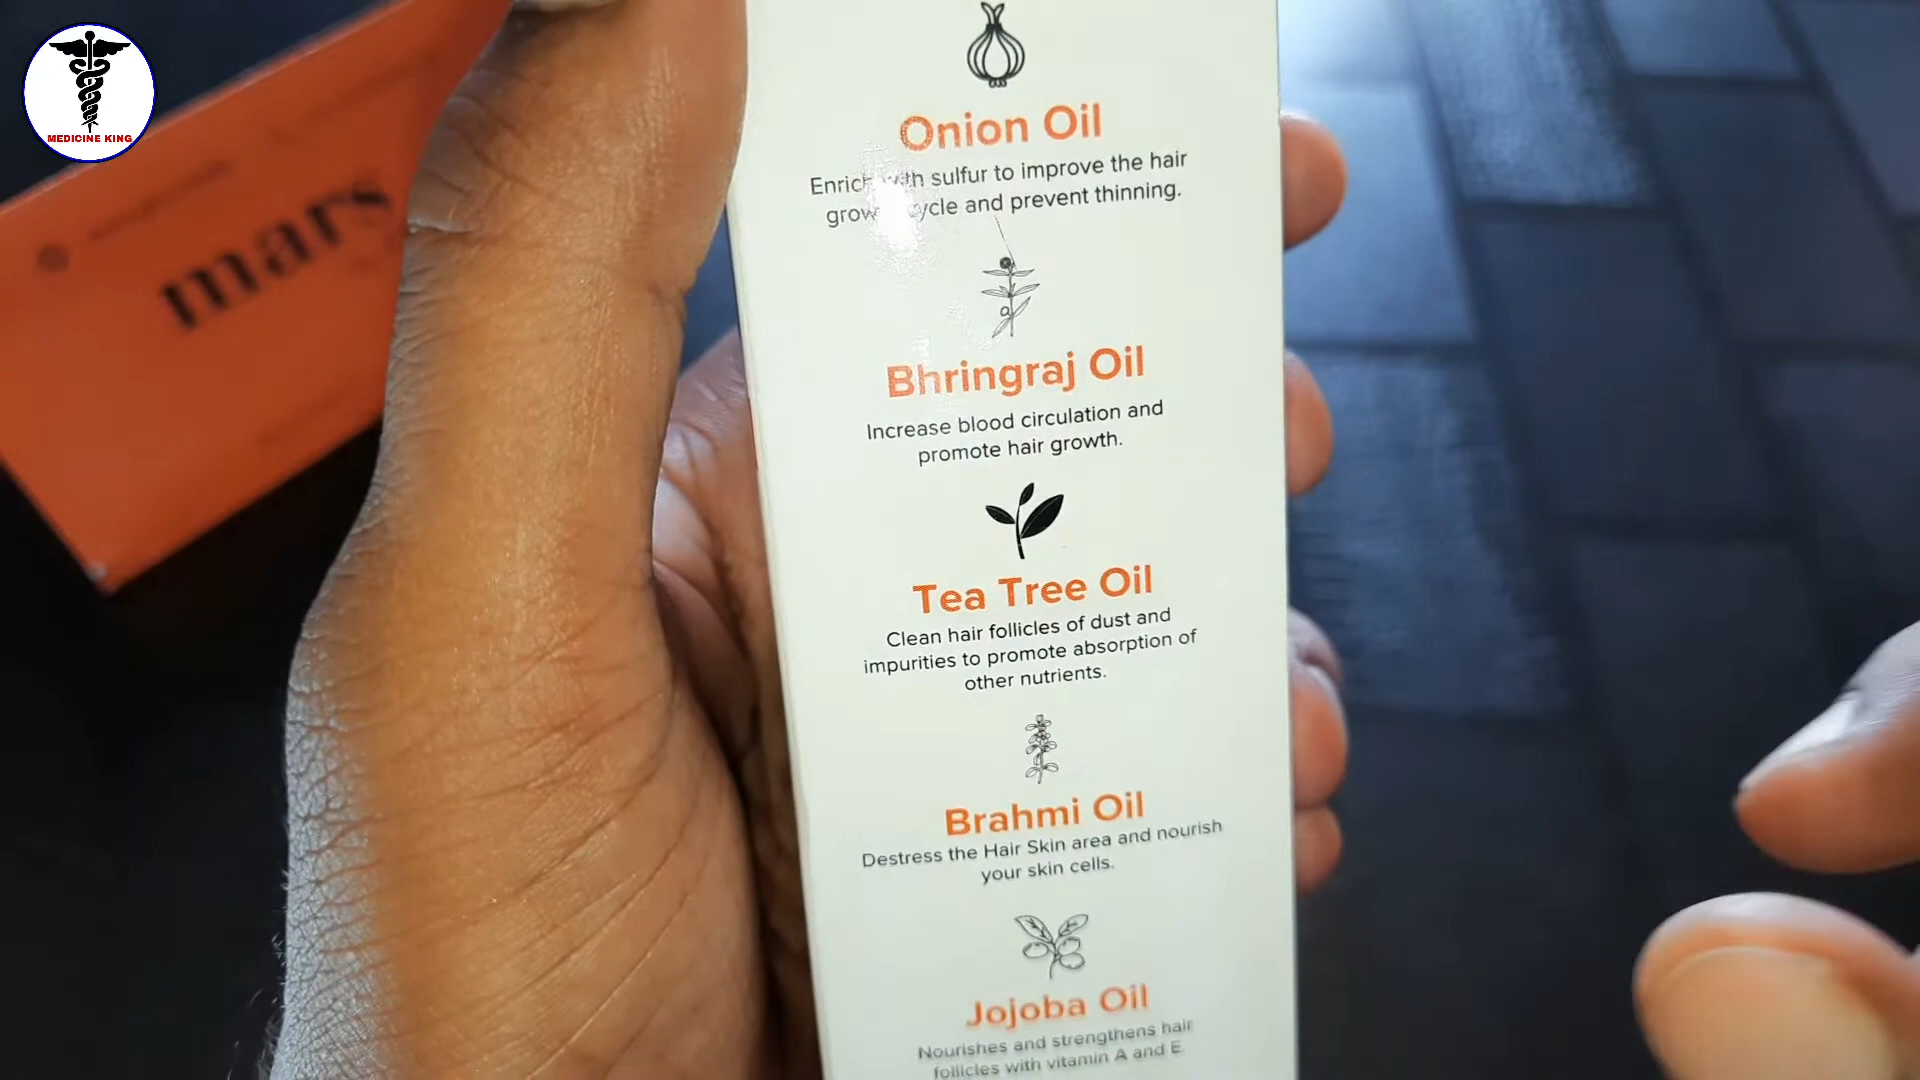 MEDICINE KING
mars
Onion Oil
Enrich with sulfur to improve the hair
growth cycle and prevent thinning.
Bhringraj Oil
Increase blood circulation and
promote hair growth.
Tea Tree Oil
Clean hair follicles of dust and
impurities to promote absorption of
other nutrients.
Brahmi Oil
Destress the Hair Skin area and nourish
your skin cells.
Jojoba Oil
Nourishes and strengthens hair
follicles with vitamin A and E.